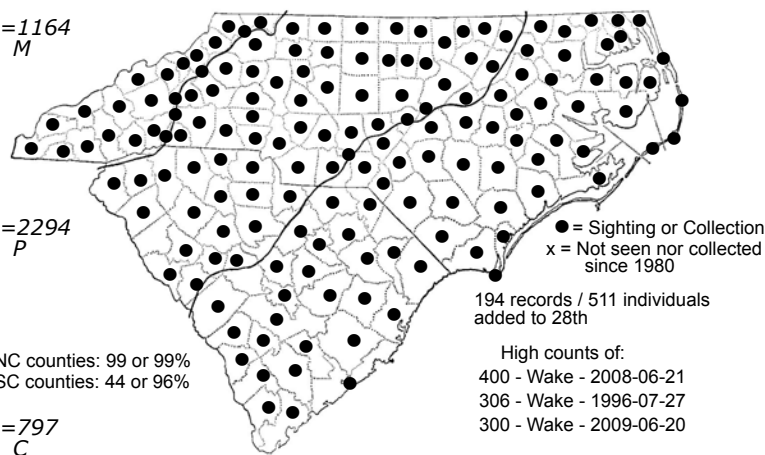 =1164
M
=2294
P
= Sighting or Collection
x = Not seen nor collected
since 1980
194 records / 511 individuals
added to 28th
NC counties: 99 or 99%
SC counties: 44 or 96%
High counts of:
400 - Wake - 2008-06-21
306 - Wake - 1996-07-27
300 - Wake - 2009-06-20
=797
C